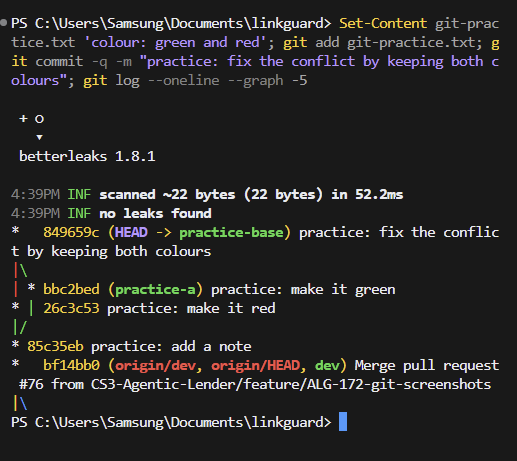 PS C:\Users\Samsung\Documents\linkguard> Set-Content git-prac
tice.txt 'colour: green and red'; git add git-practice.txt; g
it commit -q -m "practice: fix the conflict by keeping both c
olours"; git log --oneline --graph -5

+ o
betterleaks 1.8.1

4:39PM INF scanned ~22 bytes (22 bytes) in 52.2ms
4:39PM INF no leaks found
*   849659c (HEAD -> practice-base) practice: fix the conflic
t by keeping both colours
|\
| * bbc2bed (practice-a) practice: make it green
* | 26c3c53 practice: make it red
|/
* 85c35eb practice: add a note
*   bf14bb0 (origin/dev, origin/HEAD, dev) Merge pull request
 #76 from CS3-Agentic-Lender/feature/ALG-172-git-screenshots
|\
PS C:\Users\Samsung\Documents\linkguard>